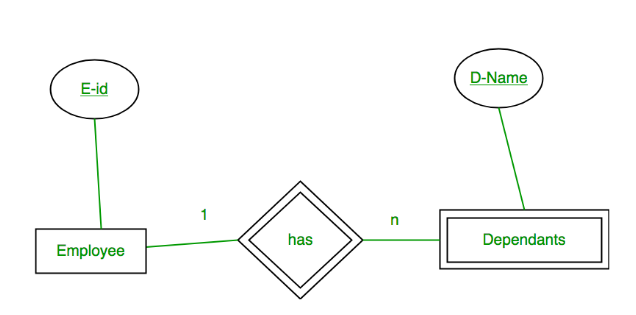 E-id
D-Name
1
n
Employee
has
Dependants